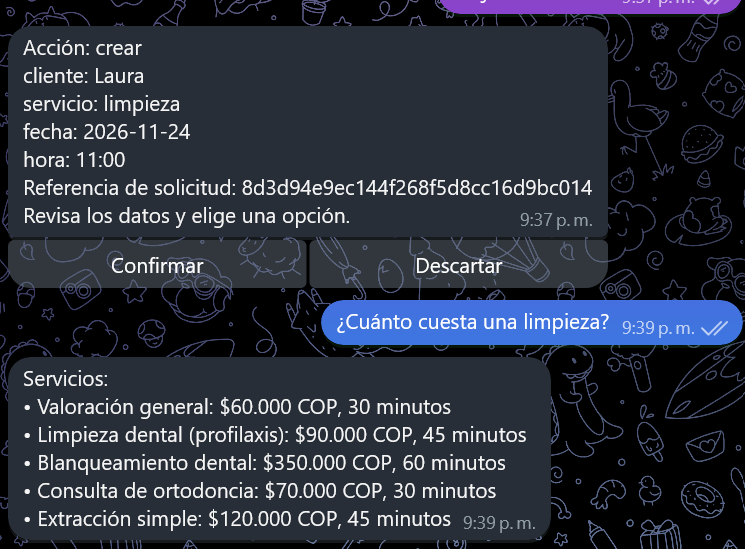 9:37 p. m.
Acción: crear
cliente: Laura
servicio: limpieza
fecha: 2026-11-24
hora: 11:00
Referencia de solicitud: 8d3d94e9ec144f268f5d8cc16d9bc014
Revisa los datos y elige una opción.
9:37 p. m.
Confirmar
Descartar
¿Cuánto cuesta una limpieza?
9:39 p. m.
Servicios:
• Valoración general: $60.000 COP, 30 minutos
• Limpieza dental (profilaxis): $90.000 COP, 45 minutos
• Blanqueamiento dental: $350.000 COP, 60 minutos
• Consulta de ortodoncia: $70.000 COP, 30 minutos
• Extracción simple: $120.000 COP, 45 minutos
9:39 p. m.